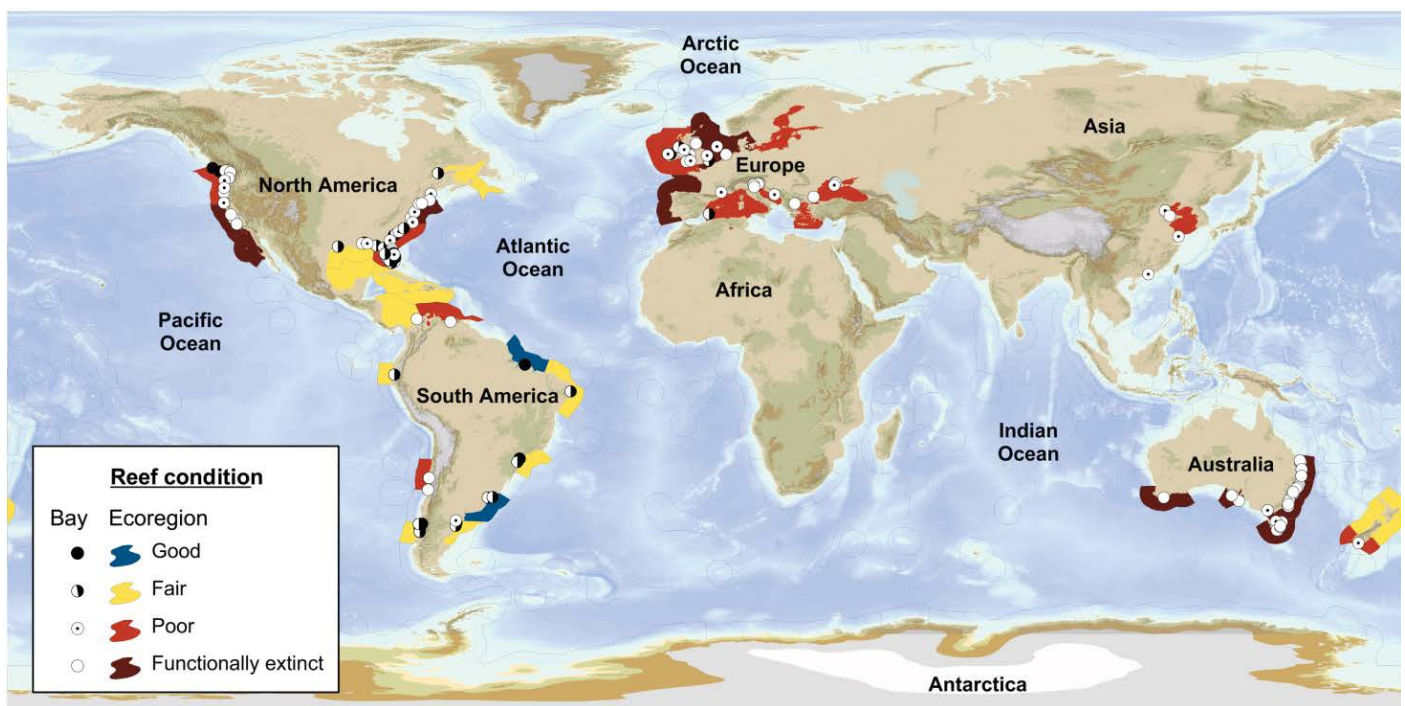 Arctic
Ocean
Asia
Europe
North America
Atlantic
Ocean
Africa
Pacific
Ocean
South America
Indian
Ocean
Australia
Reef condition
Bay Ecoregion
Good
Fair
Poor
Functionally extinct
Antarctica